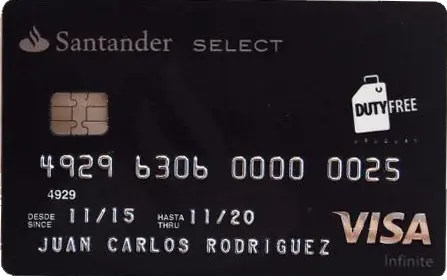 Santander SELECT
DUTY FREE
4929 6306 0000 0025
4929
DESDE SINCE 11/15 HASTA THRU 11/20
VISA
JUAN CARLOS RODRIGUEZ
Infinite